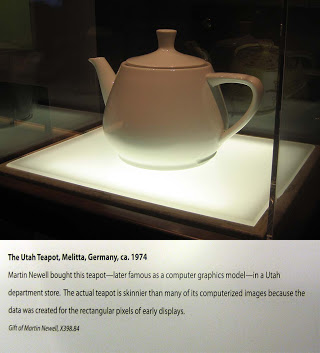 The Utah Teapot, Melitta, Germany, ca. 1974
Martin Newell bought this teapot—later famous as a computer graphics model—in a Utah
department store. The actual teapot is skinnier than many of its computerized images because the
data was created for the rectangular pixels of early displays.
Gift of Martin Newell, X398.84